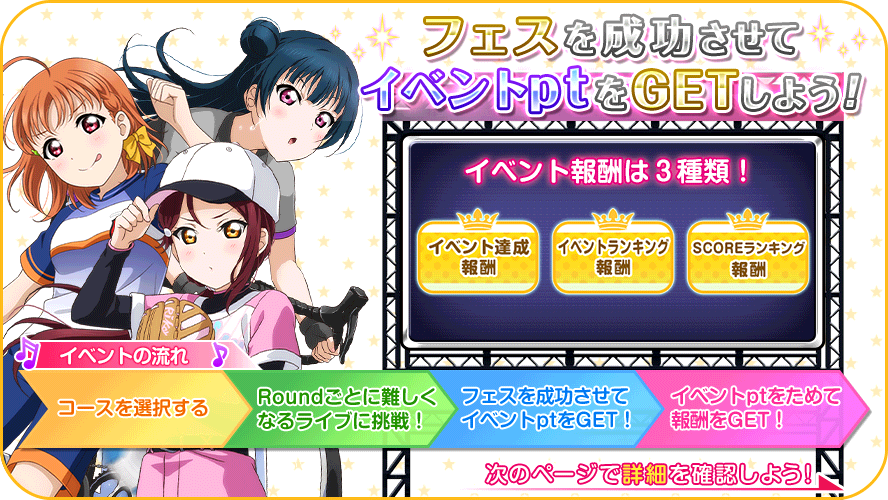 フェスを成功させて
イベントptをGETしよう!
イベント報酬は3種類!
イベント達成
報酬
イベントランキング
報酬
SCOREランキング
報酬
イベントの流れ
コースを選択する
Roundごとに難しく
なるライブに挑戦!
フェスを成功させて
イベントptをGET!
イベントptをためて
報酬をGET!
次のページで詳細を確認しよう!